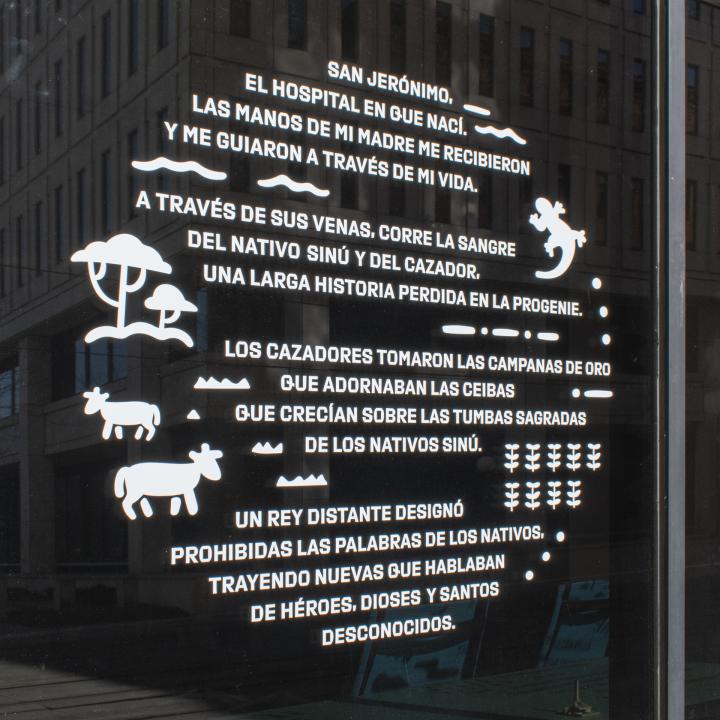 SAN JERÓNIMO,
EL HOSPITAL EN QUE NACÍ.
LAS MANOS DE MI MADRE ME RECIBIERON
Y ME GUIARON A TRAVÉS DE MI VIDA.
A TRAVÉS DE SUS VENAS, CORRE LA SANGRE
DEL NATIVO SINÚ Y DEL CAZADOR,
UNA LARGA HISTORIA PERDIDA EN LA PROGENIE.
LOS CAZADORES TOMARON LAS CAMPANAS DE ORO
QUE ADORNABAN LAS CEIBAS
QUE CRECÍAN SOBRE LAS TUMBAS SAGRADAS
DE LOS NATIVOS SINÚ.
UN REY DISTANTE DESIGNÓ
PROHIBIDAS LAS PALABRAS DE LOS NATIVOS,
TRAYENDO NUEVAS QUE HABLABAN
DE HÉROES, DIOSES Y SANTOS
DESCONOCIDOS.